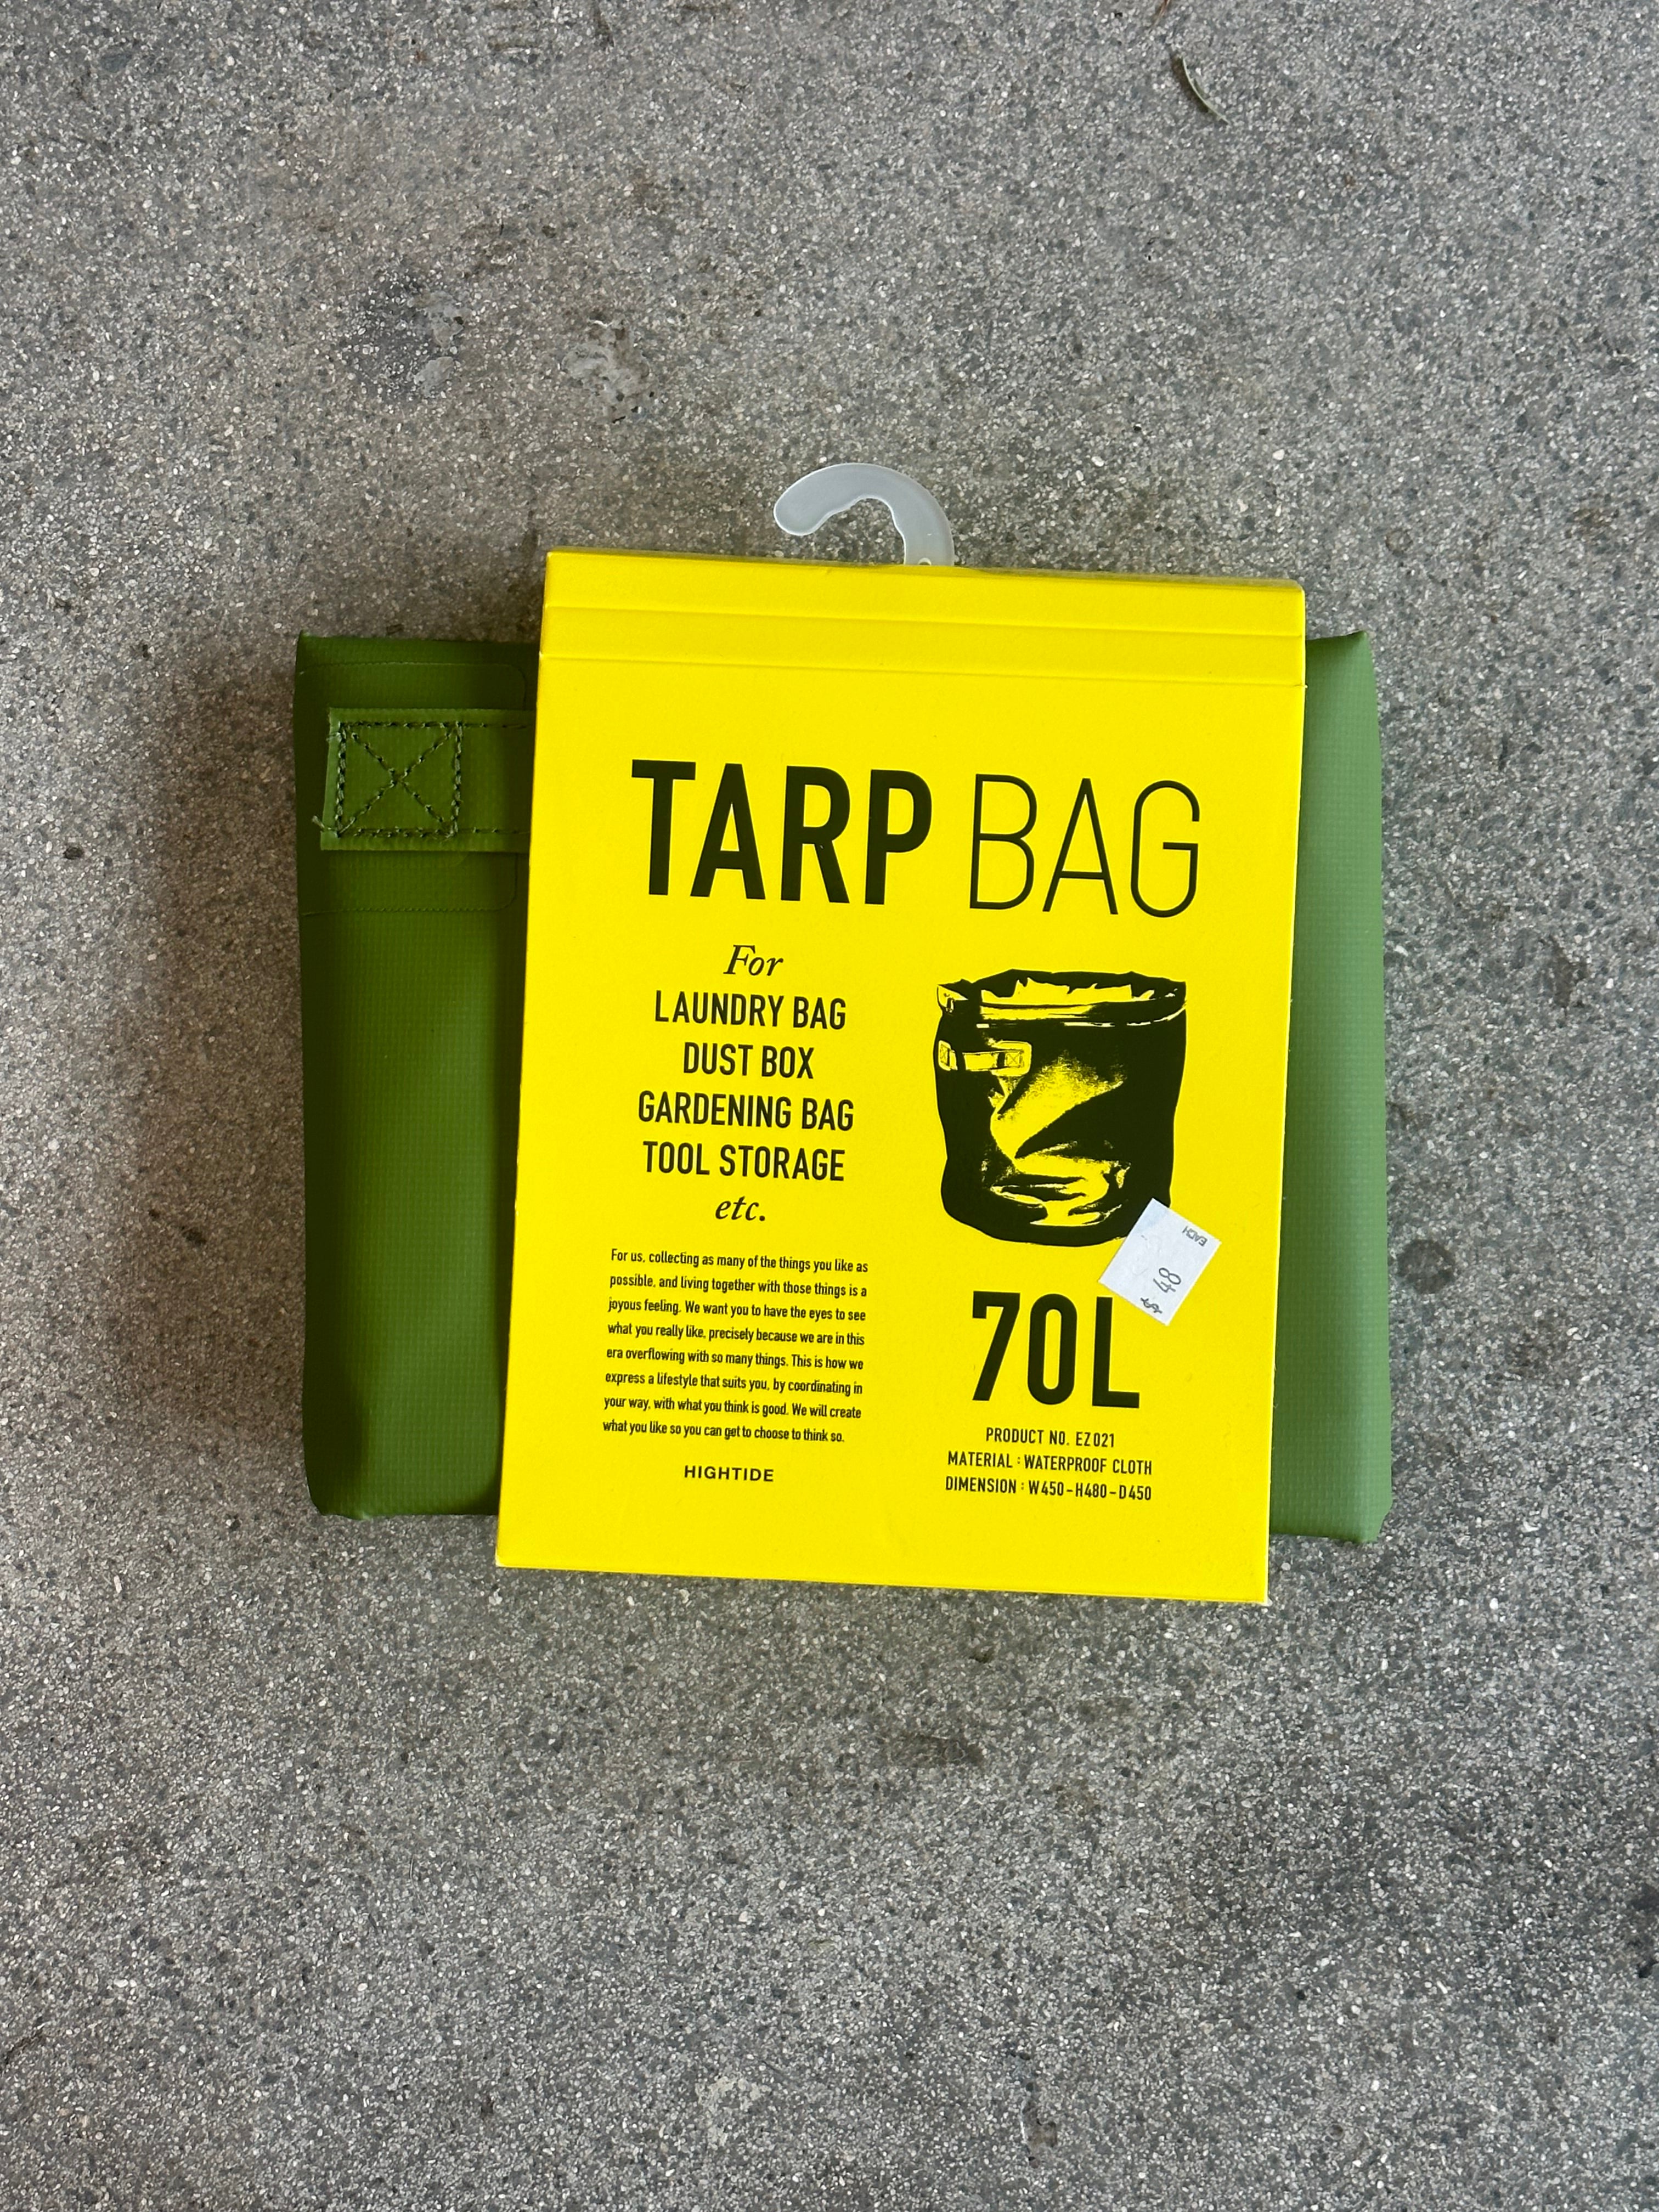 TARP BAG
For
LAUNDRY BAG
DUST BOX
GARDENING BAG
TOOL STORAGE
etc.
For us, collecting as many of the things you like as
possible, and living together with those things is a
joyous feeling. We want you to have the eyes to see
what you really like, precisely because we are in this
era overflowing with so many things. This is how we
express a lifestyle that suits you, by coordinating in
your way, with what you think is good. We will create
what you like so you can get to choose to think so.
HIGHTIDE
EACH
$ 48
70L
PRODUCT NO. EZ021
MATERIAL : WATERPROOF CLOTH
DIMENSION : W450-H480-D450